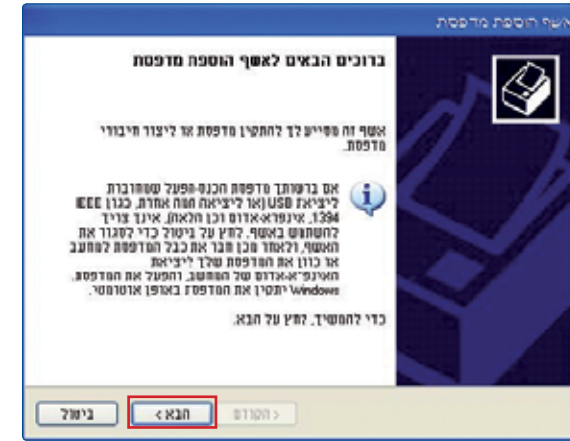 אשף הוספת מדפסת
ברוכים הבאים לאשף הוספת מדפסת
אשף זה מסייע לך להתקין מדפסת או ליצור חיבורי
מדפסת.
אם ברשותך מדפסת הכנס-הפעל שמחוברת
ליציאת USB (או ליציאה חמה אחרת, כגון IEEE
1394, אינפרא-אדום וכן הלאה), אינך צריך
להשתמש באשף. לחץ על ביטול כדי לסגור את
האשף, ולאחר מכן חבר את כבל המדפסת למחשב
או כוון את המדפסת שלך ליציאת
האינפרא-אדום של המחשב, והפעל את המדפסת.
Windows יתקין את המדפסת באופן אוטומטי.
כדי להמשיך, לחץ על הבא.
< הקודם
הבא >
ביטול